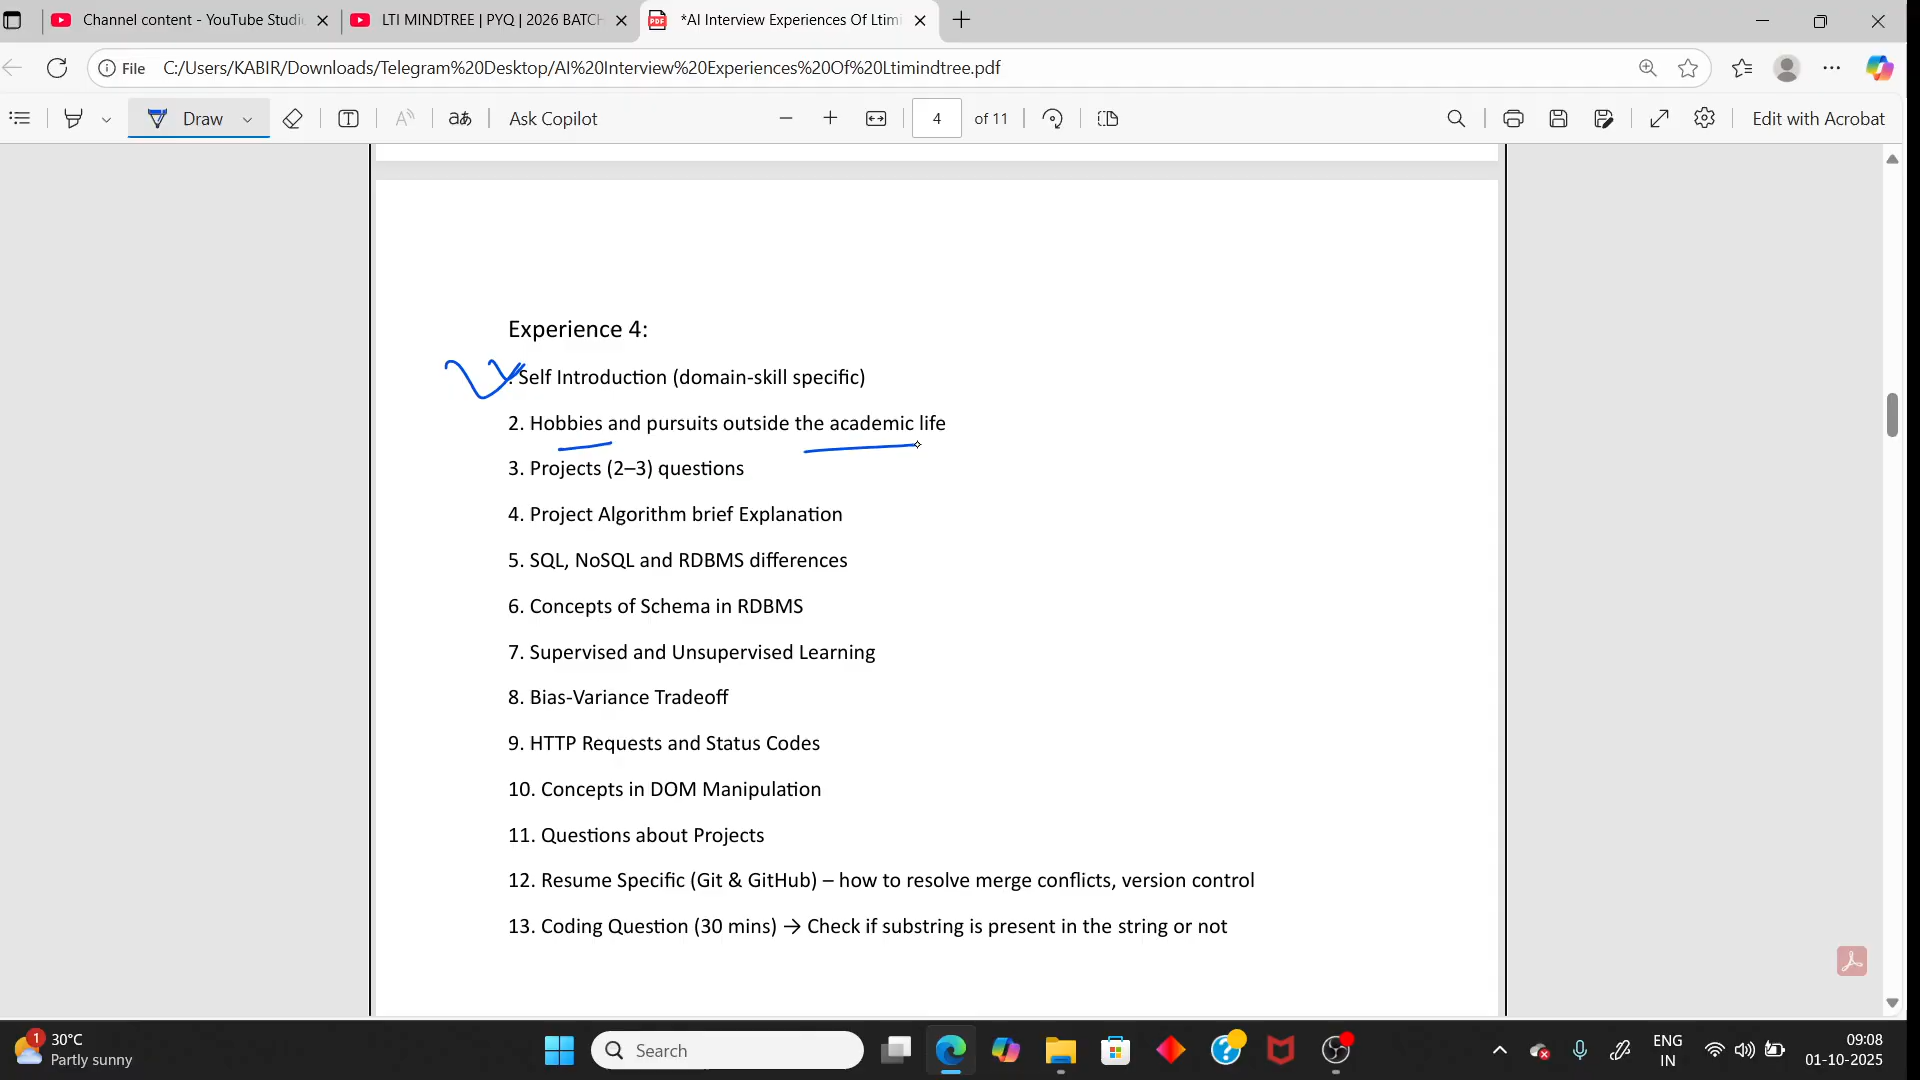 Channel content - YouTube Studi
LTI MINDTREE | PYQ | 2026 BATCH
*AI Interview Experiences Of Ltimi
File
C:/Users/KABIR/Downloads/Telegram%20Desktop/AI%20Interview%20Experiences%20Of%20Ltimindtree.pdf
Draw
Ask Copilot
4 of 11
Edit with Acrobat
Experience 4:
. Self Introduction (domain-skill specific)
2. Hobbies and pursuits outside the academic life
3. Projects (2–3) questions
4. Project Algorithm brief Explanation
5. SQL, NoSQL and RDBMS differences
6. Concepts of Schema in RDBMS
7. Supervised and Unsupervised Learning
8. Bias-Variance Tradeoff
9. HTTP Requests and Status Codes
10. Concepts in DOM Manipulation
11. Questions about Projects
12. Resume Specific (Git & GitHub) – how to resolve merge conflicts, version control
13. Coding Question (30 mins) → Check if substring is present in the string or not
1
30°C
Partly sunny
Search
ENG
IN
09:08
01-10-2025